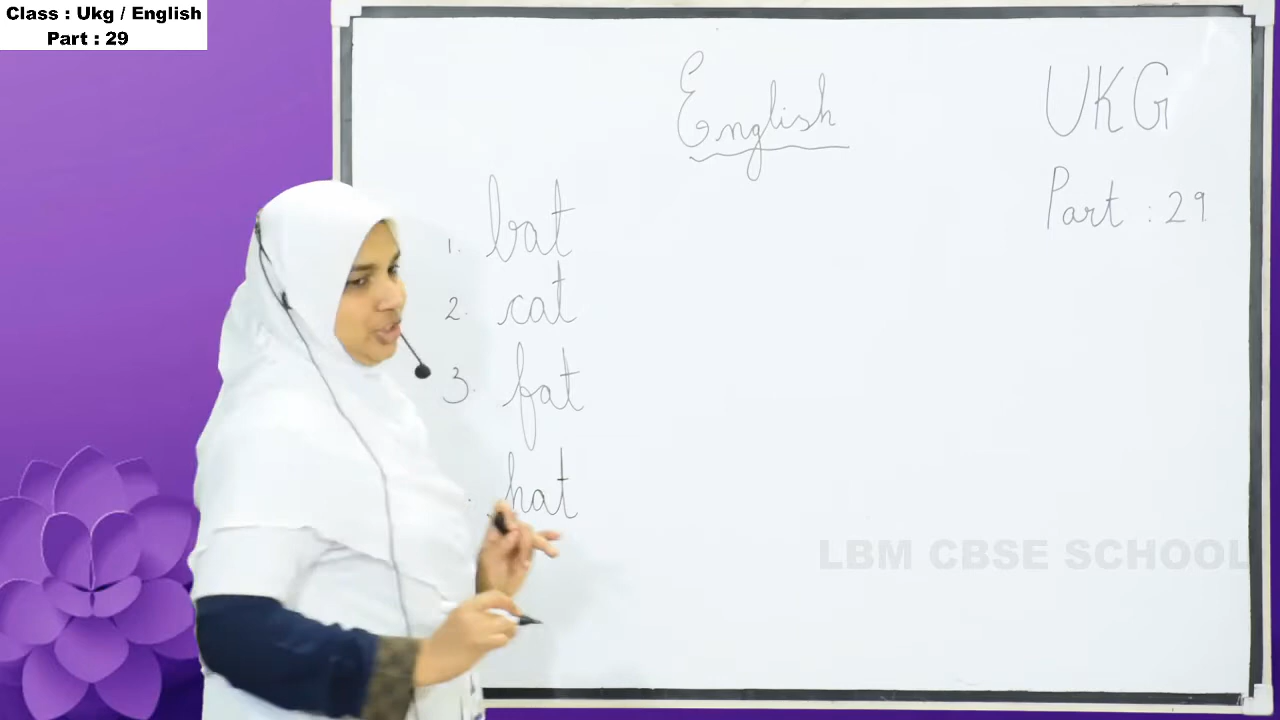 Class : Ukg / English
Part : 29
English
UKG
Part : 29
1. bat
2. cat
3. fat
hat
LBM CBSE SCHOOL